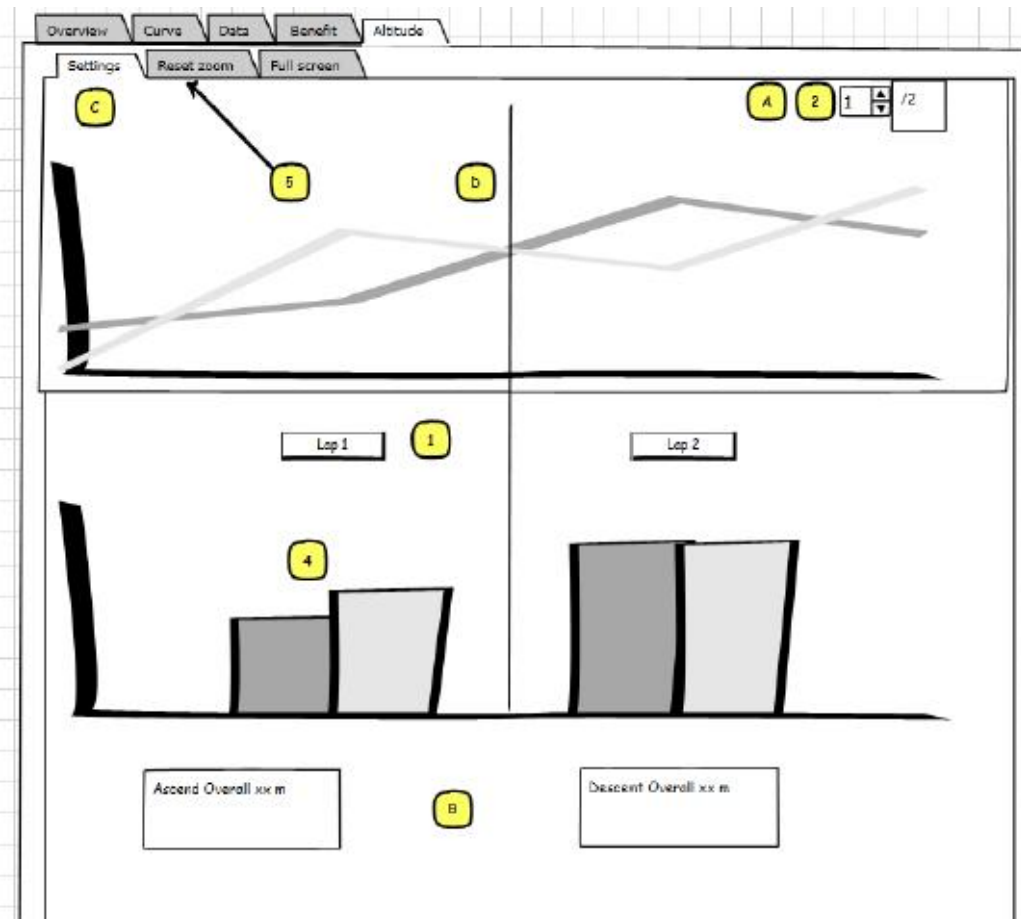 Overview Curve Data Benefit Altitude
Settings Reset zoom Full screen
C A 2 1 /2
5 b
Lap 1 1 Lap 2
4
Ascend Overall xx m Descent Overall xx m
B